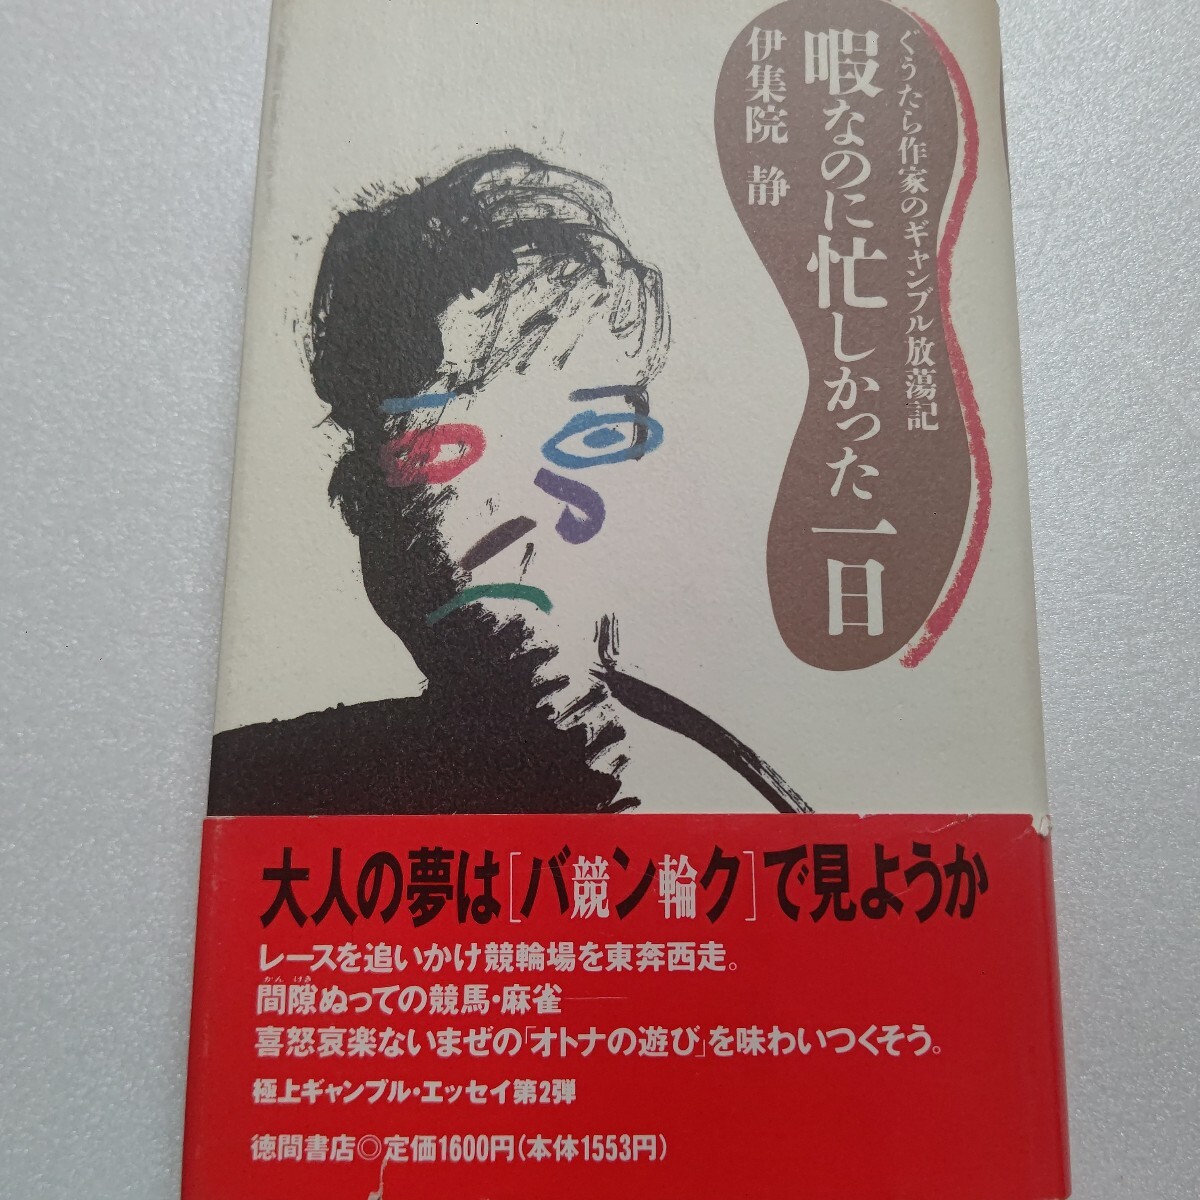 ぐうたら作家のギャンブル放蕩記
暇なのに忙しかった一日
伊集院 静
大人の夢は[バ競ン輪ク]で見ようか
レースを追いかけ競輪場を東奔西走。
かんげき
間隙ぬっての競馬・麻雀──
喜怒哀楽ないまぜの「オトナの遊び」を味わいつくそう。
極上ギャンブル・エッセイ第2弾
徳間書店◎定価1600円(本体1553円)